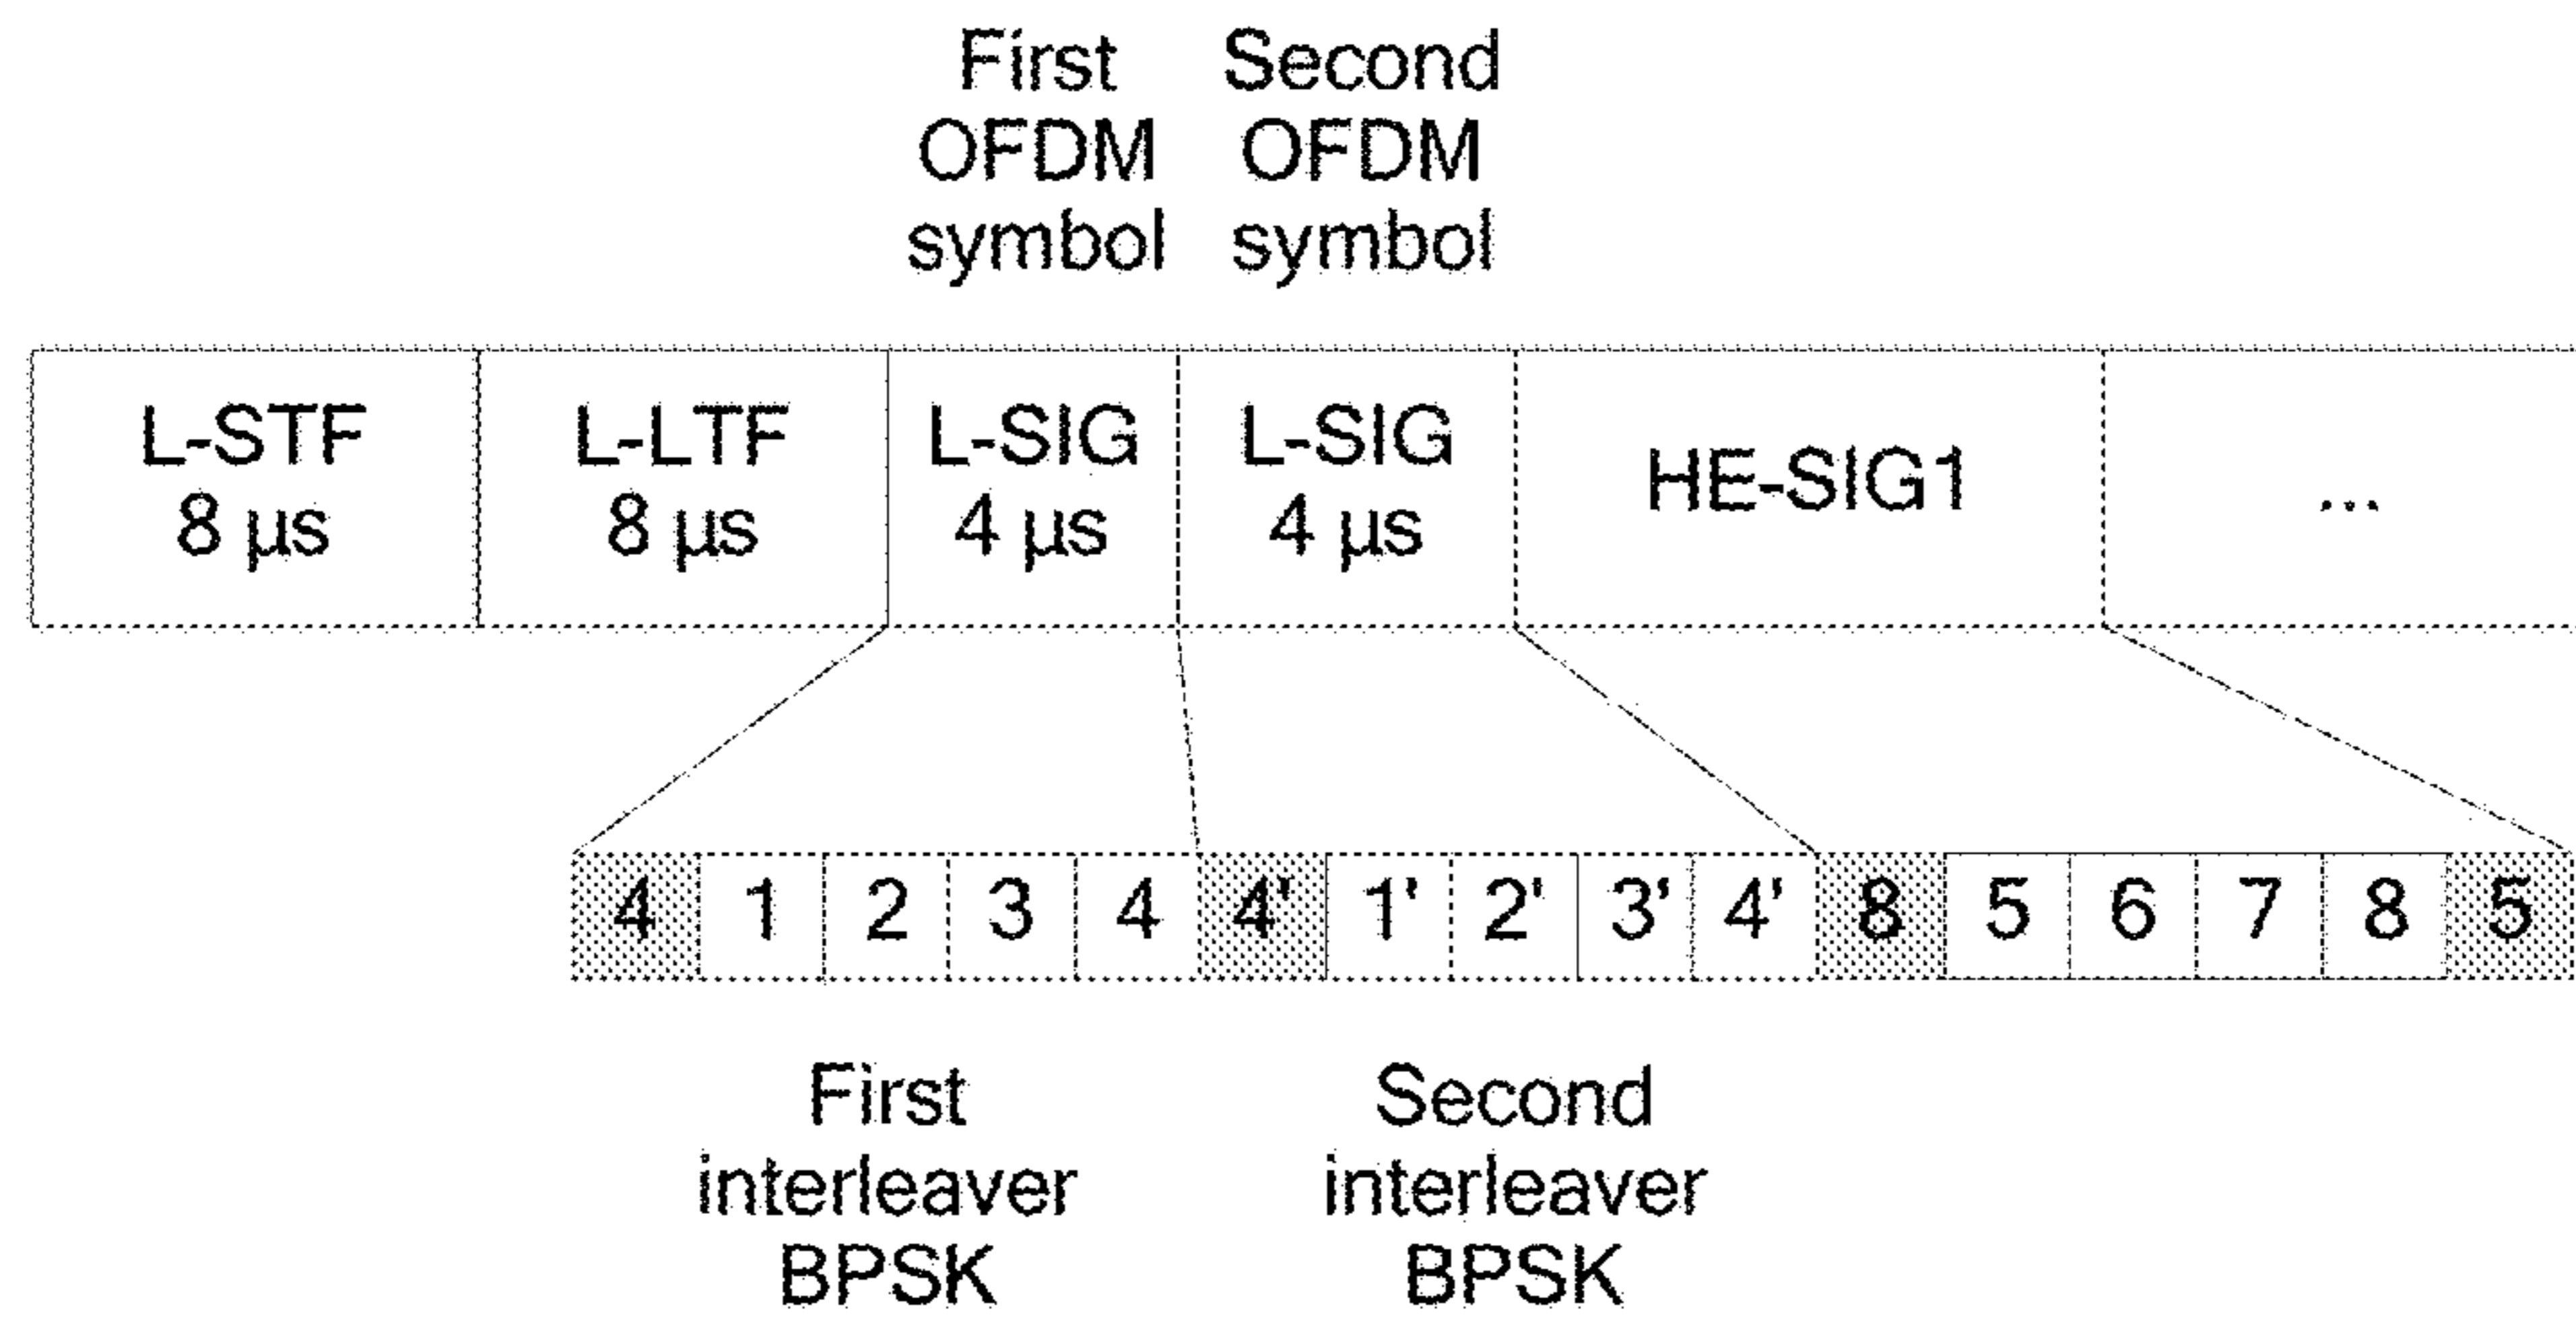 First Second
OFDM OFDM
symbol symbol
L-STF L-LTF L-SIG L-SIG HE-SIG1 ...
8 µs 8 µs 4 µs 4 µs
4 1 2 3 4 4' 1' 2' 3' 4' 8 5 6 7 8 5
First Second
interleaver interleaver
BPSK BPSK